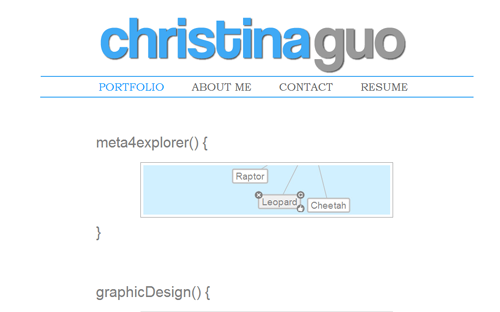 christinaguo
PORTFOLIO ABOUT ME CONTACT RESUME
meta4explorer() {
Raptor
Leopard
Cheetah
}
graphicDesign() {